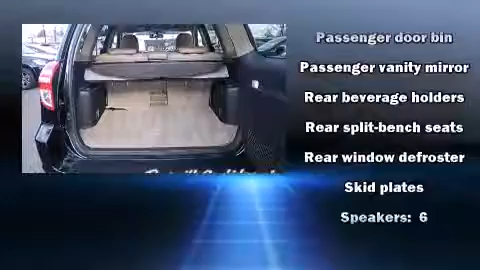 Passenger door bin
Passenger vanity mirror
Rear beverage holders
Rear split-bench seats
Rear window defroster
Skid plates
Speakers: 6